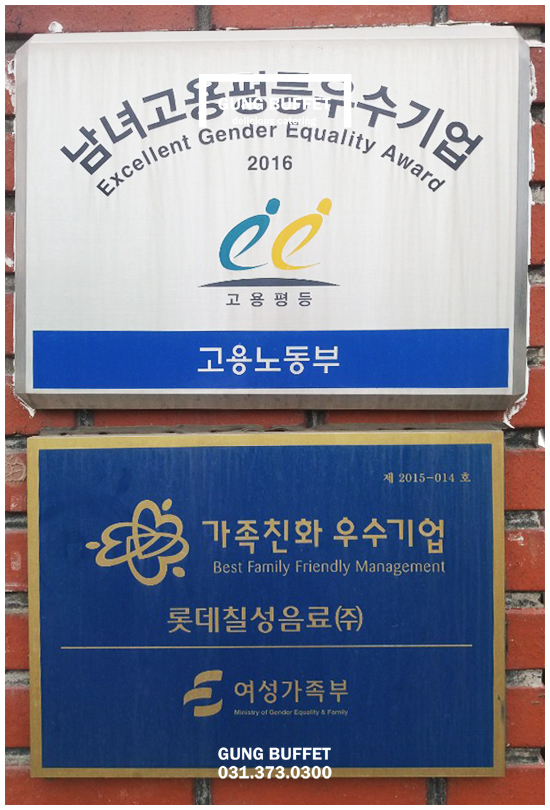 남녀고용평등우수기업
GUNG BUFFET
delicious catering
Excellent Gender Equality Award
2016
고용평등
고용노동부
제 2015-014 호
가족친화 우수기업
Best Family Friendly Management
롯데칠성음료(주)
여성가족부
Ministry of Gender Equality & Family
GUNG BUFFET
031.373.0300